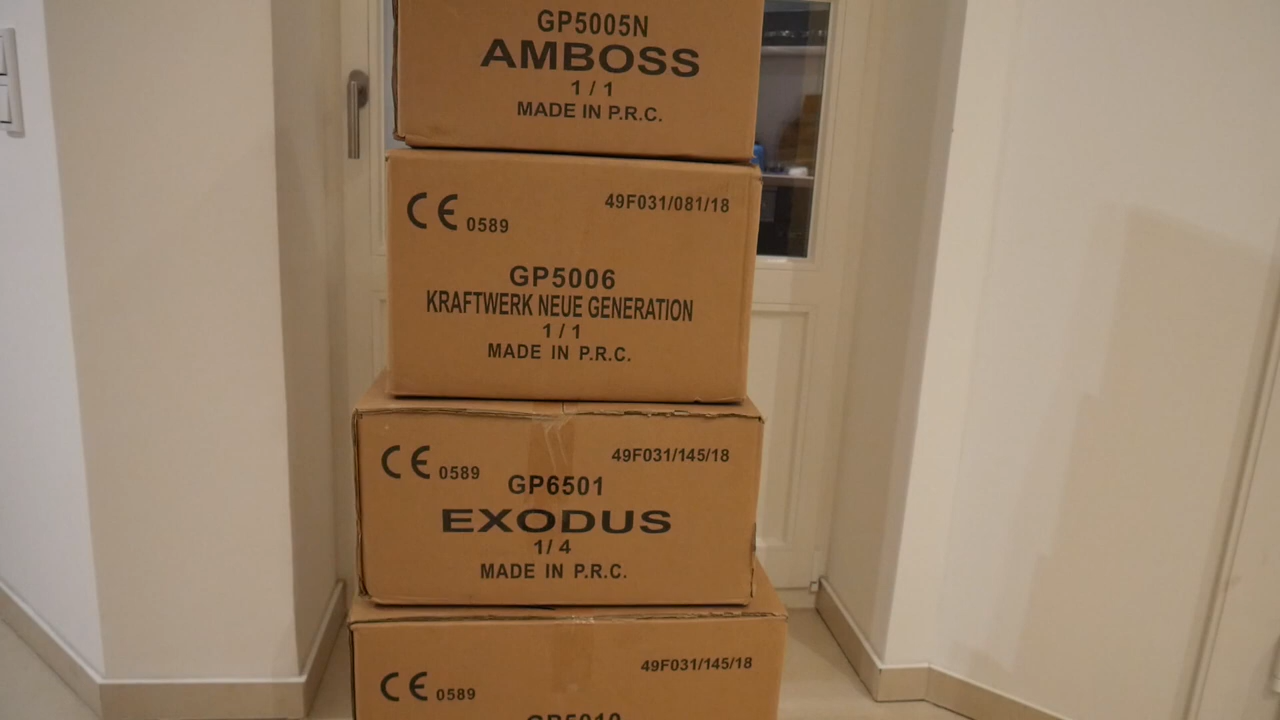 GP5005N
AMBOSS
1/1
MADE IN P.R.C.
CE 0589
49F031/081/18
GP5006
KRAFTWERK NEUE GENERATION
1/1
MADE IN P.R.C.
CE 0589
49F031/145/18
GP6501
EXODUS
1/4
MADE IN P.R.C.
49F031/145/18
CE 0589